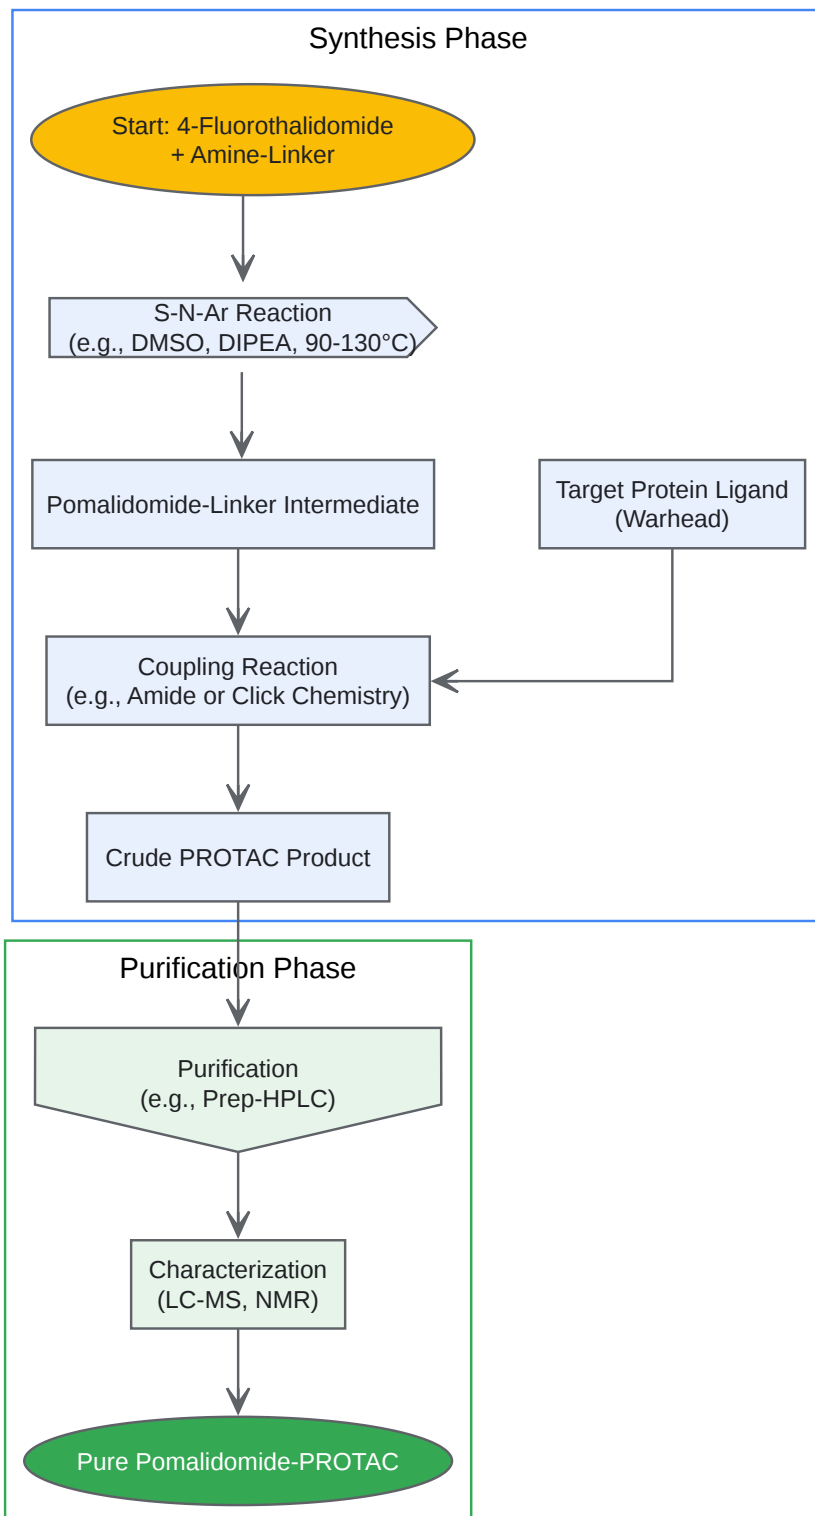 Synthesis Phase
Start: 4-Fluorothalidomide
+ Amine-Linker
S-N-Ar Reaction
(e.g., DMSO, DIPEA, 90-130°C)
Pomalidomide-Linker Intermediate
Target Protein Ligand
(Warhead)
Coupling Reaction
(e.g., Amide or Click Chemistry)
Crude PROTAC Product
Purification Phase
Purification
(e.g., Prep-HPLC)
Characterization
(LC-MS, NMR)
Pure Pomalidomide-PROTAC